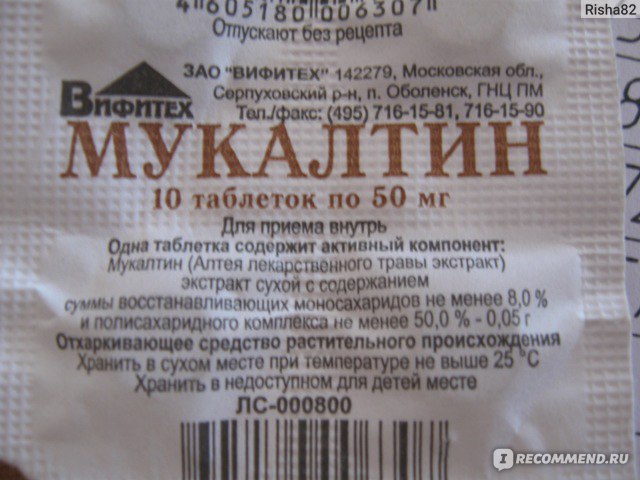 Risha82
4 605180 006307
Отпускают без рецепта
ВИФИТЕХ
ЗАО "ВИФИТЕХ" 142279, Московская обл.,
Серпуховский р-н, п. Оболенск, ГНЦ ПМ
Тел./факс: (495) 716-15-81, 716-15-90
МУКАЛТИН
10 таблеток по 50 мг
Для приема внутрь
Одна таблетка содержит активный компонент:
Мукалтин (Алтея лекарственного травы экстракт)
экстракт сухой с содержанием
суммы восстанавливающих моносахаридов не менее 8,0 %
и полисахаридного комплекса не менее 50,0 % - 0,05 г
Отхаркивающее средство растительного происхождения
Хранить в сухом месте при температуре не выше 25 °С
Хранить в недоступном для детей месте
ЛС-000800
IRECOMMEND.RU